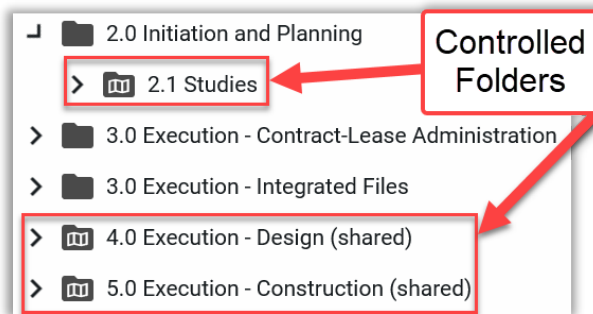 2.0 Initiation and Planning
Controlled
Folders
2.1 Studies
3.0 Execution - Contract-Lease Administration
3.0 Execution - Integrated Files
4.0 Execution - Design (shared)
5.0 Execution - Construction (shared)